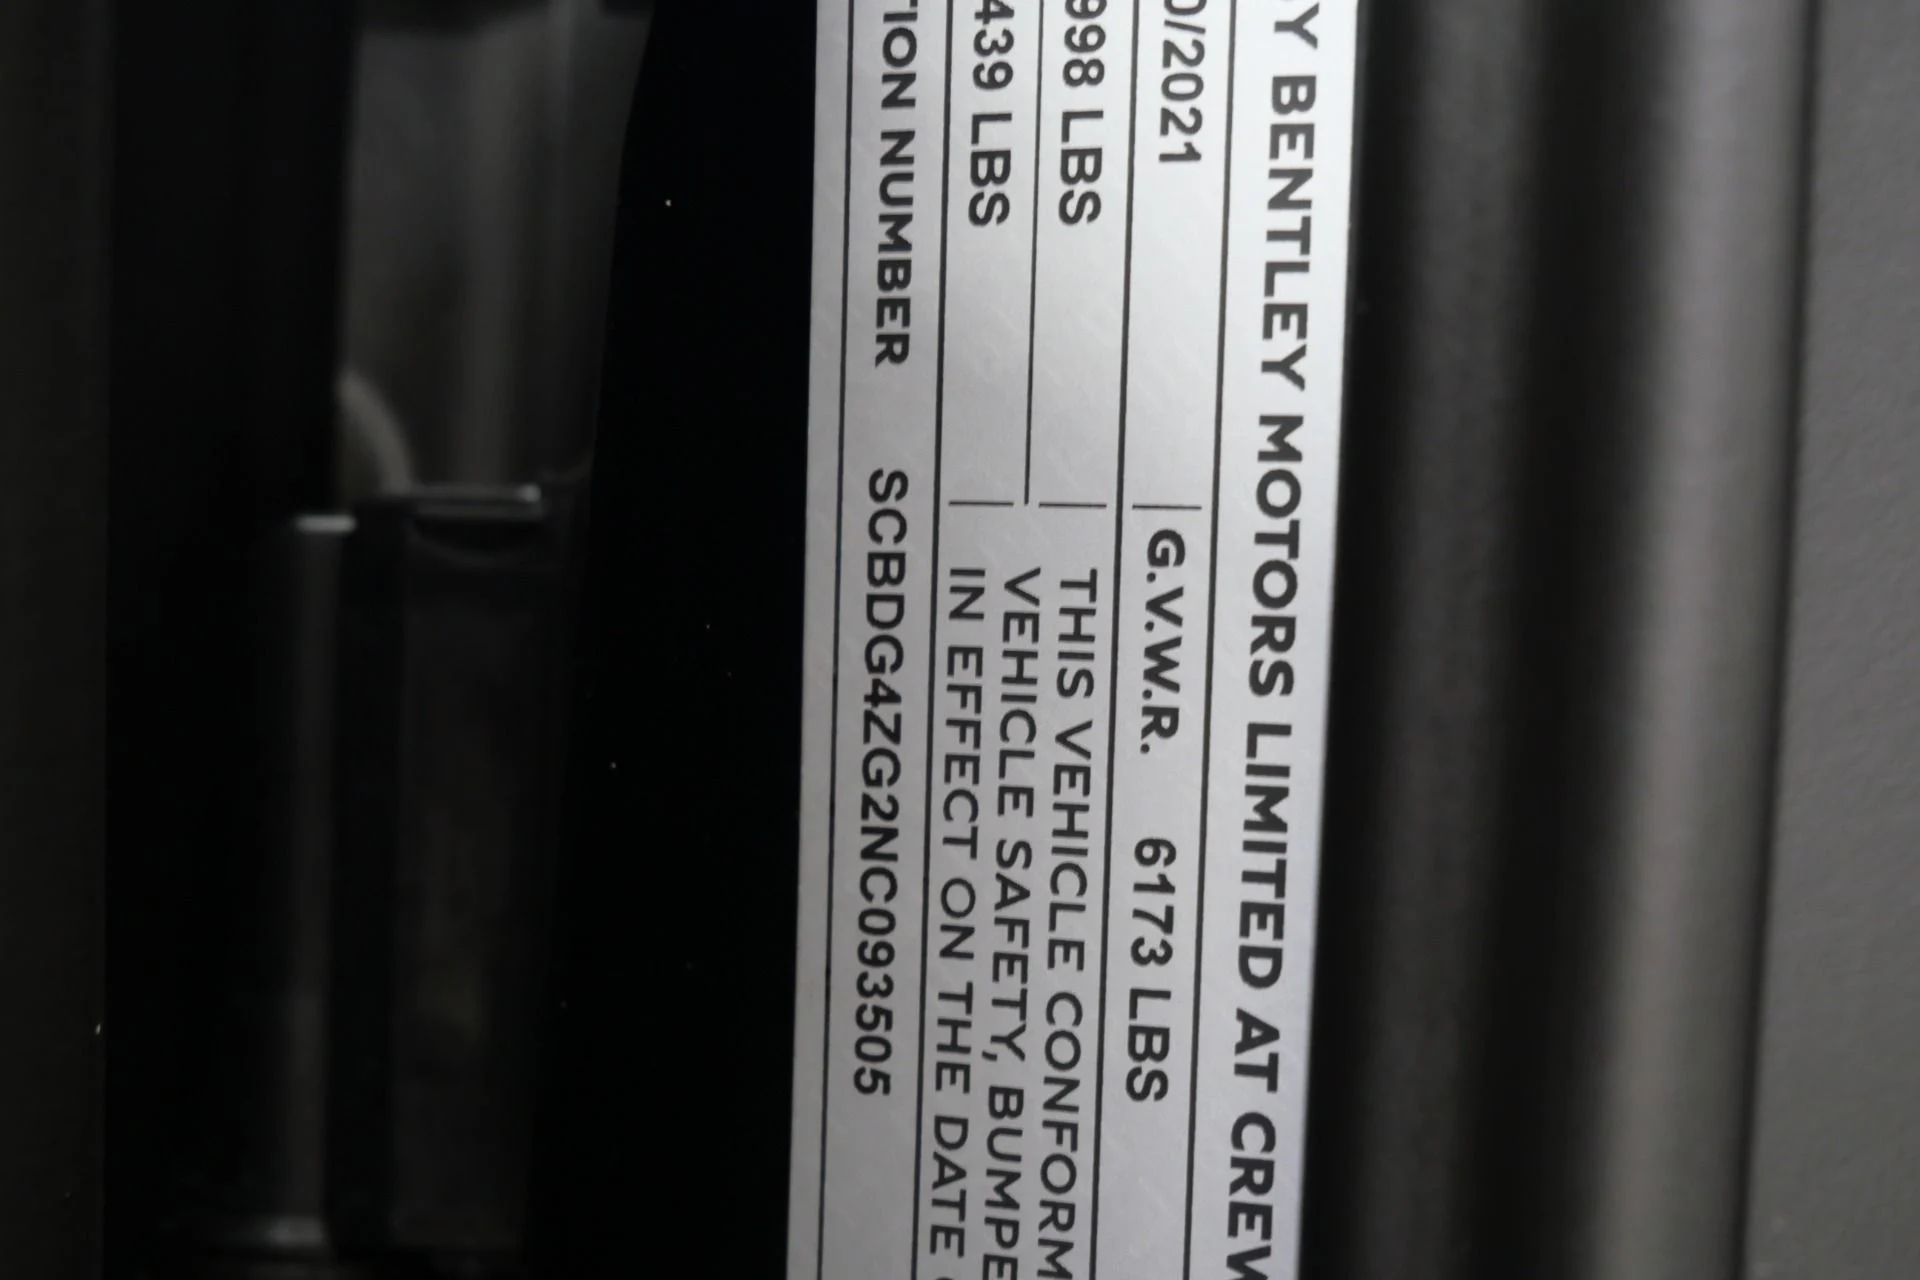 Y BENTLEY MOTORS LIMITED AT CREW
0/2021 G.V.W.R. 6173 LBS
998 LBS THIS VEHICLE CONFORM
VEHICLE SAFETY, BUMPE
439 LBS IN EFFECT ON THE DATE
TION NUMBER SCBDG4ZG2NC093505